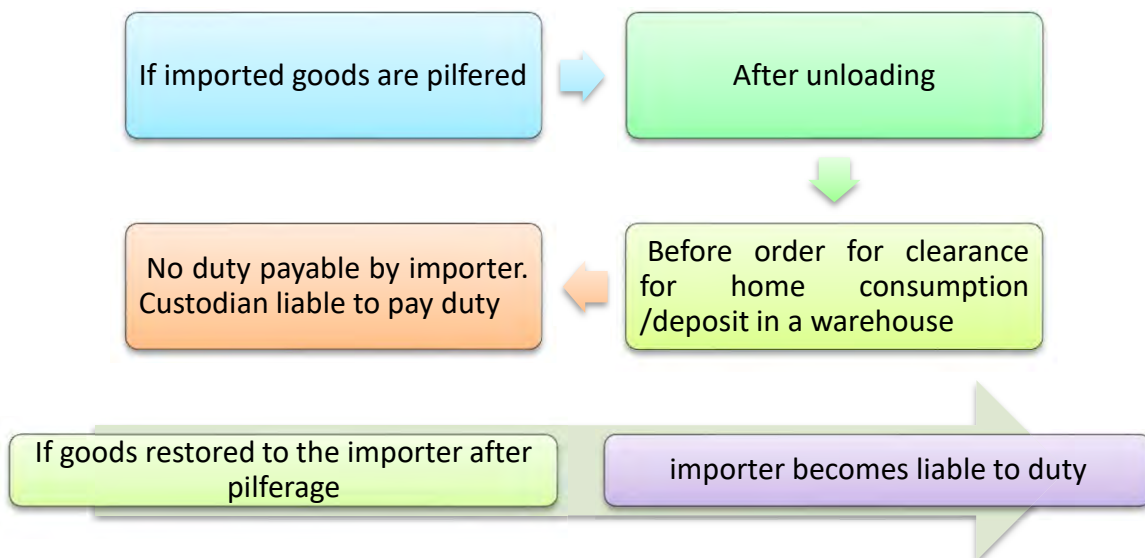 If imported goods are pilfered
After unloading
Before order for clearance
for home consumption
/deposit in a warehouse
No duty payable by importer.
Custodian liable to pay duty
If goods restored to the importer after
pilferage
importer becomes liable to duty